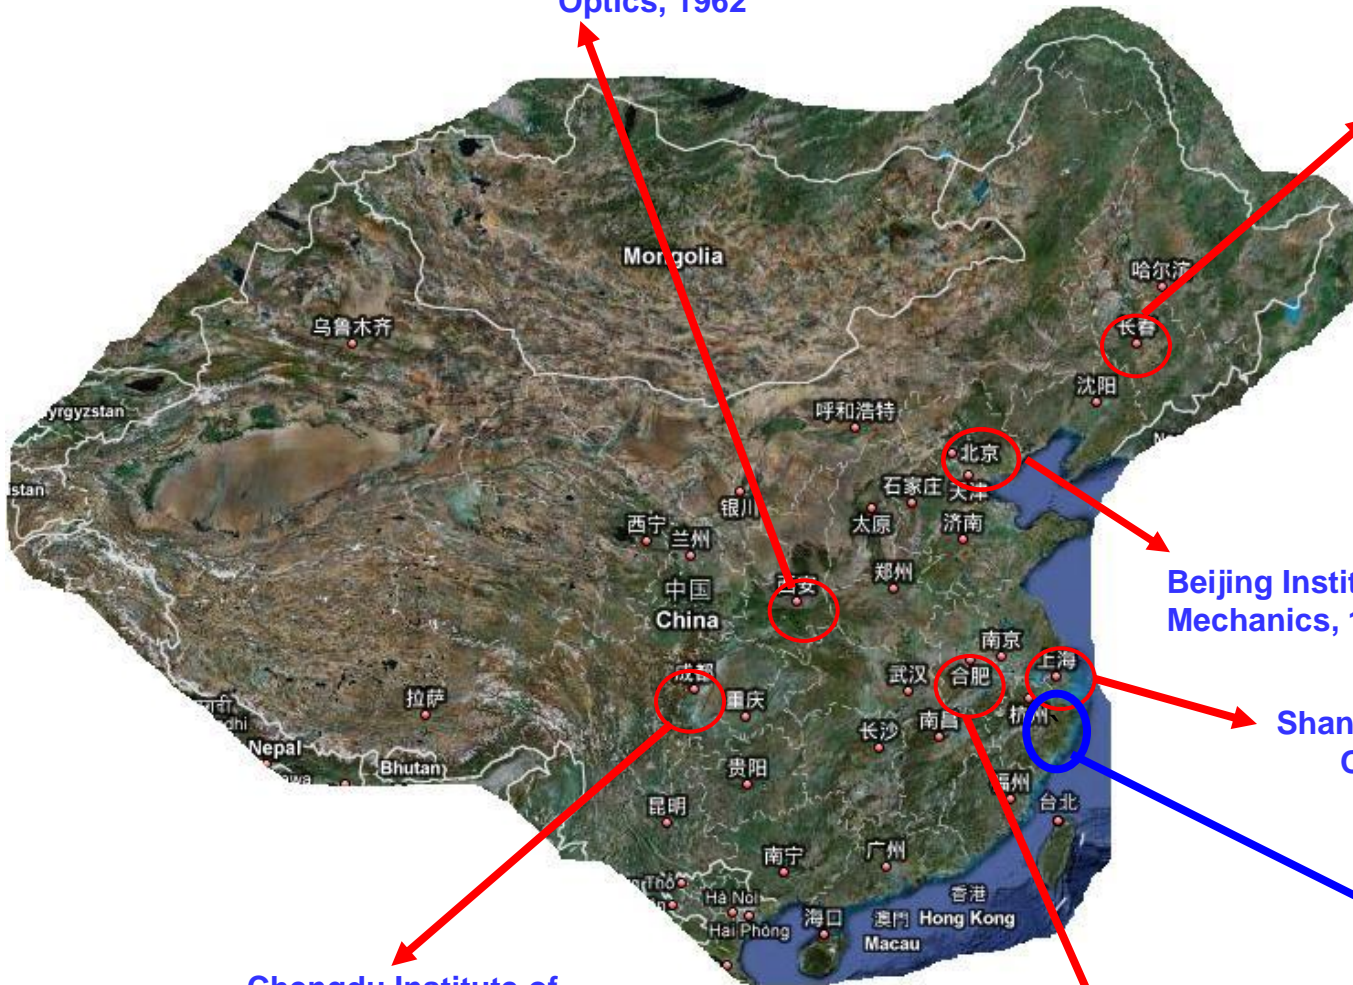 Optics, 1962
Mongolia
哈尔滨
乌鲁木齐
长春
沈阳
呼和浩特
北京
石家庄
天津
银川
太原
济南
西宁
兰州
郑州
西安
中国
China
Beijing
Mechanics,
南京
上海
合肥
武汉
成都
重庆
拉萨
杭州
南昌
长沙
Nepal
Bhutan
贵阳
福州
台北
昆明
广州
南宁
香港
Hong Kong
Hà Nội
Hai Phòng
海口
澳門
Macau
Chengdu Institute of